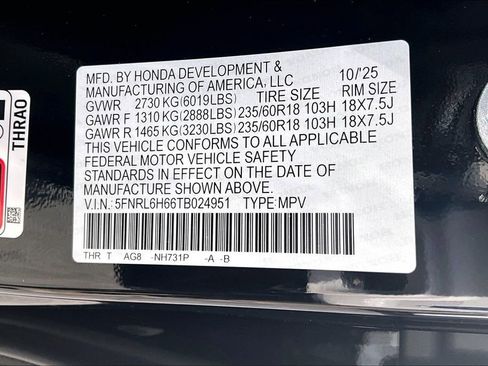 MFD. BY HONDA DEVELOPMENT &
MANUFACTURING OF AMERICA, LLC 10/'25
GVWR 2730 KG(6019LBS) TIRE SIZE RIM SIZE
GAWR F 1310 KG(2888LBS) 235/60R18 103H 18X7.5J
GAWR R 1465 KG(3230LBS) 235/60R18 103H 18X7.5J
THIS VEHICLE CONFORMS TO ALL APPLICABLE
FEDERAL MOTOR VEHICLE SAFETY
STANDARDS IN EFFECT ON THE DATE OF
MANUFACTURE SHOWN ABOVE.
V.I.N.: 5FNRL6H66TB024951 TYPE: MPV
THR T AG8 -NH731P -A -B
THRA0